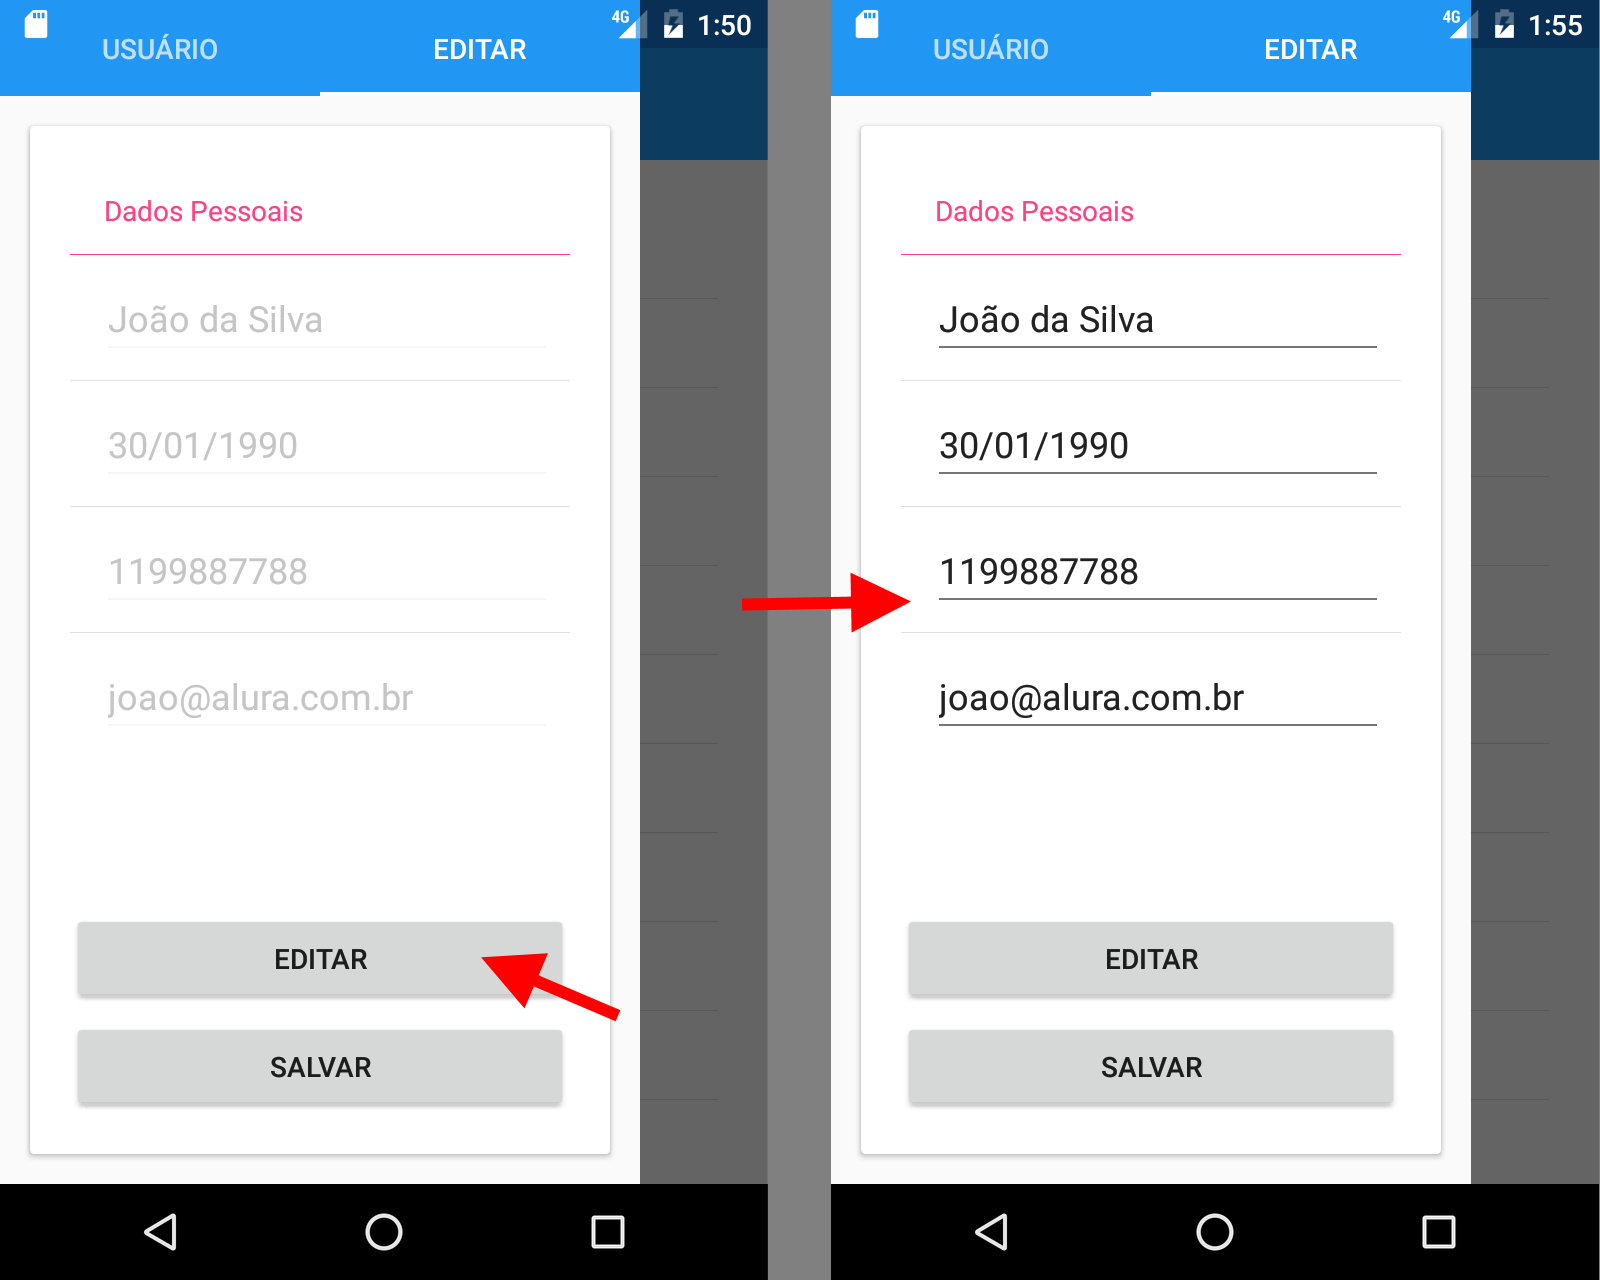 4G 1:50
USUÁRIO EDITAR
Dados Pessoais
João da Silva
30/01/1990
1199887788
joao@alura.com.br
EDITAR
SALVAR
4G 1:55
USUÁRIO EDITAR
Dados Pessoais
João da Silva
30/01/1990
1199887788
joao@alura.com.br
EDITAR
SALVAR